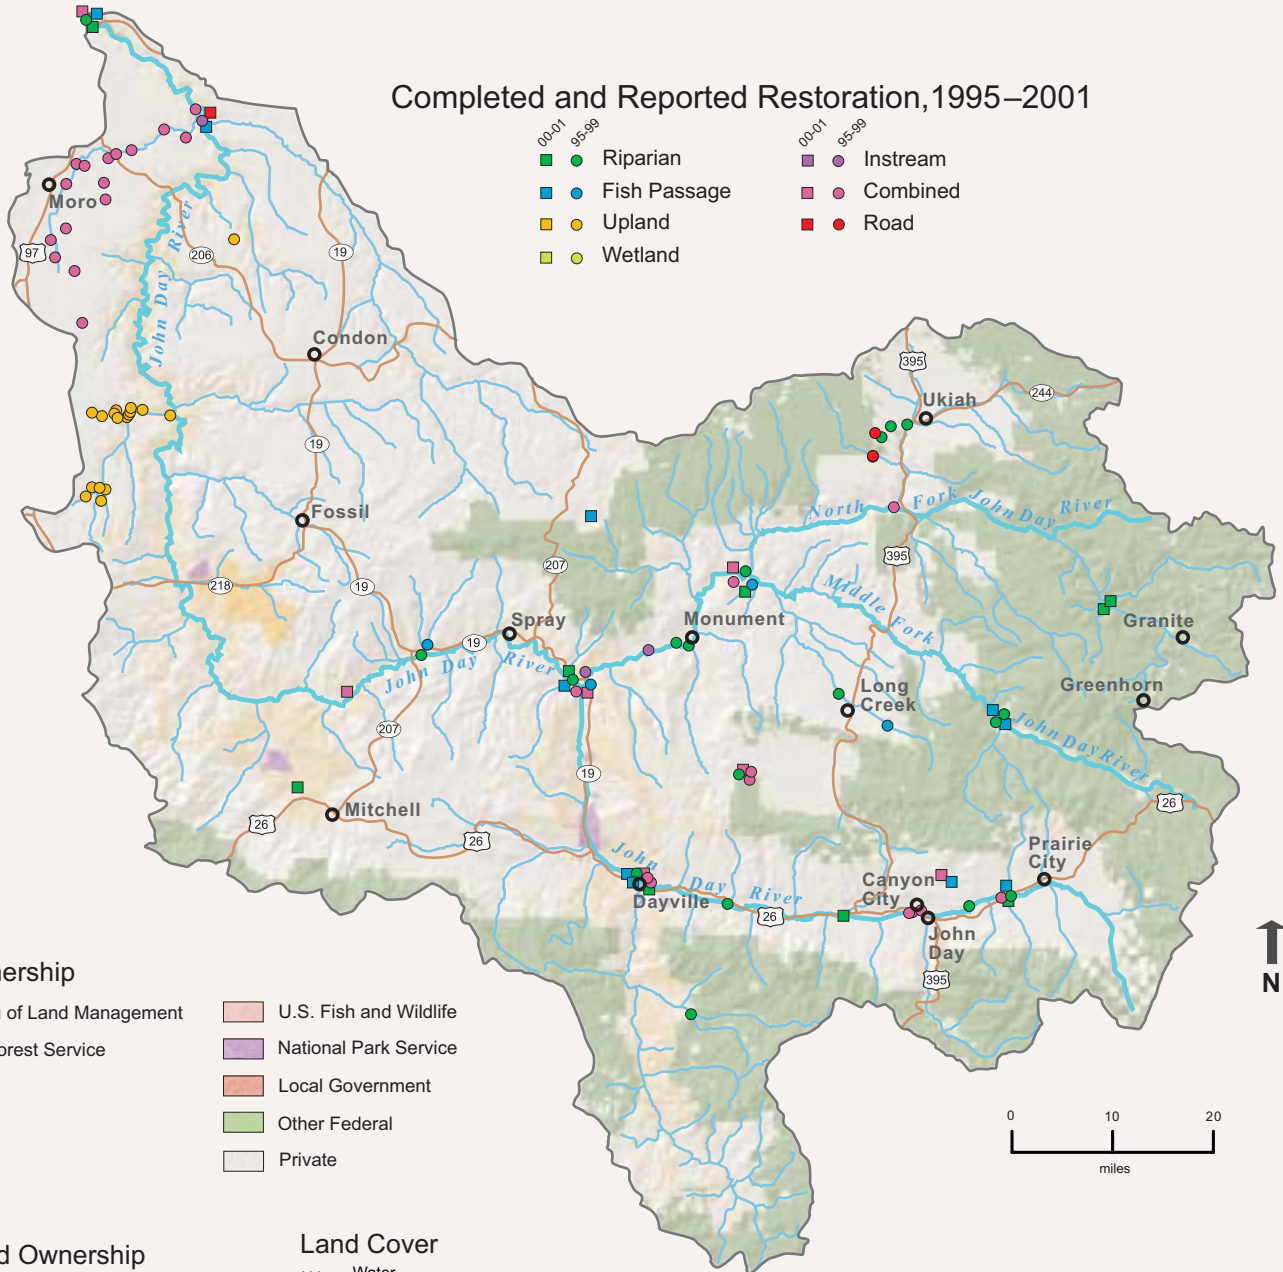 Completed and Reported Restoration,1995–2001
00-01 95-99
00-01 95-99
Riparian
Fish Passage
Upland
Wetland
Instream
Combined
Road
Moro
97
John Day River
206
19
Condon
395
Ukiah
244
19
Fossil
North Fork John Day River
207
395
218
19
Middle Fork
Spray
Monument
Granite
19
John Day River
Greenhorn
Long
Creek
John Day River
207
19
26
Mitchell
26
26
Prairie
City
John
Day River
Canyon
City
Dayville
26
John
Day
395
N
nership
of Land Management
orest Service
U.S. Fish and Wildlife
National Park Service
Local Government
Other Federal
Private
0 10 20
miles
d Ownership
Land Cover
Water